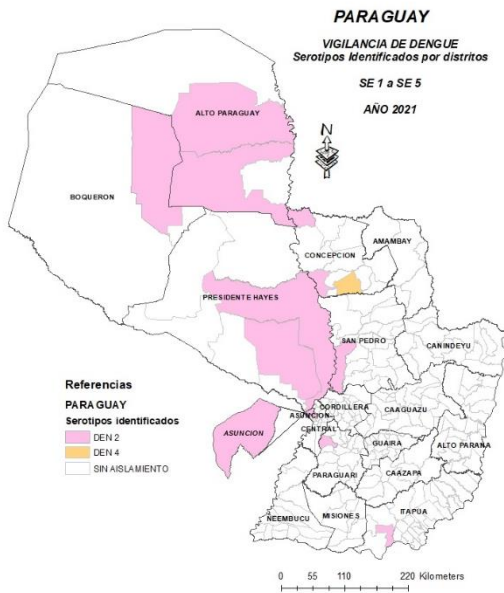 PARAGUAY
VIGILANCIA DE DENGUE
Serotipos Identificados por distritos
SE 1 a SE 5
AÑO 2021
N
ALTO PARAGUAY
BOQUERON
CONCEPCION
AMAMBAY
PRESIDENTE HAYES
SAN PEDRO
CANINDEYU
Referencias
PARAGUAY
Serotipos identificados
DEN 2
DEN 4
SIN AISLAMIENTO
ASUNCION
ASUNCION
CORDILLERA
CENTRAL
CAAGUAZU
GUAIRA
ALTO PARANA
PARAGUARI
CAAZAPA
ÑEEMBUCU
MISIONES
ITAPUA
0 55 110 220 Kilometers